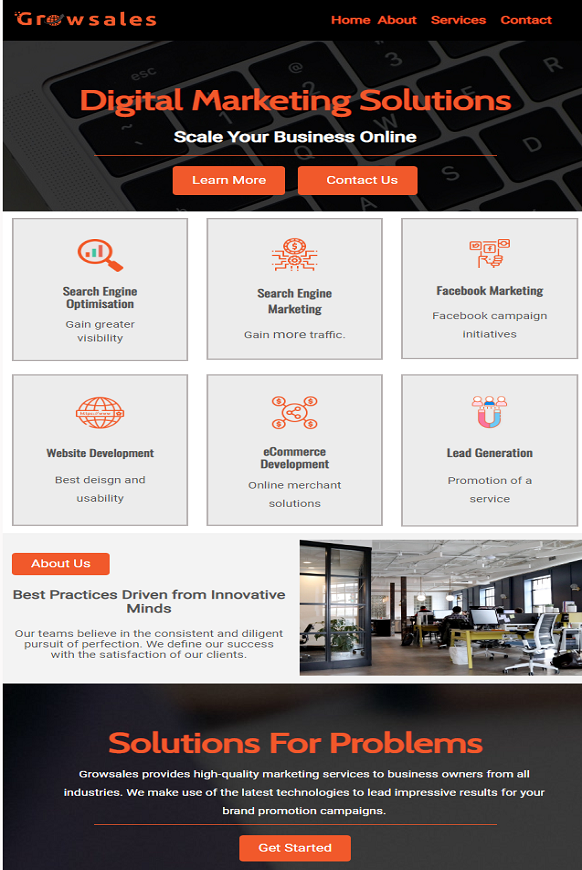 Growsales
Home About Services Contact
Digital Marketing Solutions
Scale Your Business Online
Learn More
Contact Us
Search Engine
Optimisation
Gain greater
visibility
Search Engine
Marketing
Gain more traffic.
Facebook Marketing
Facebook campaign
initiatives
Website Development
Best deisgn and
usability
eCommerce
Development
Online merchant
solutions
Lead Generation
Promotion of a
service
About Us
Best Practices Driven from Innovative
Minds
Our teams believe in the consistent and diligent
pursuit of perfection. We define our success
with the satisfaction of our clients.
Solutions For Problems
Growsales provides high-quality marketing services to business owners from all
industries. We make use of the latest technologies to lead impressive results for your
brand promotion campaigns.
Get Started